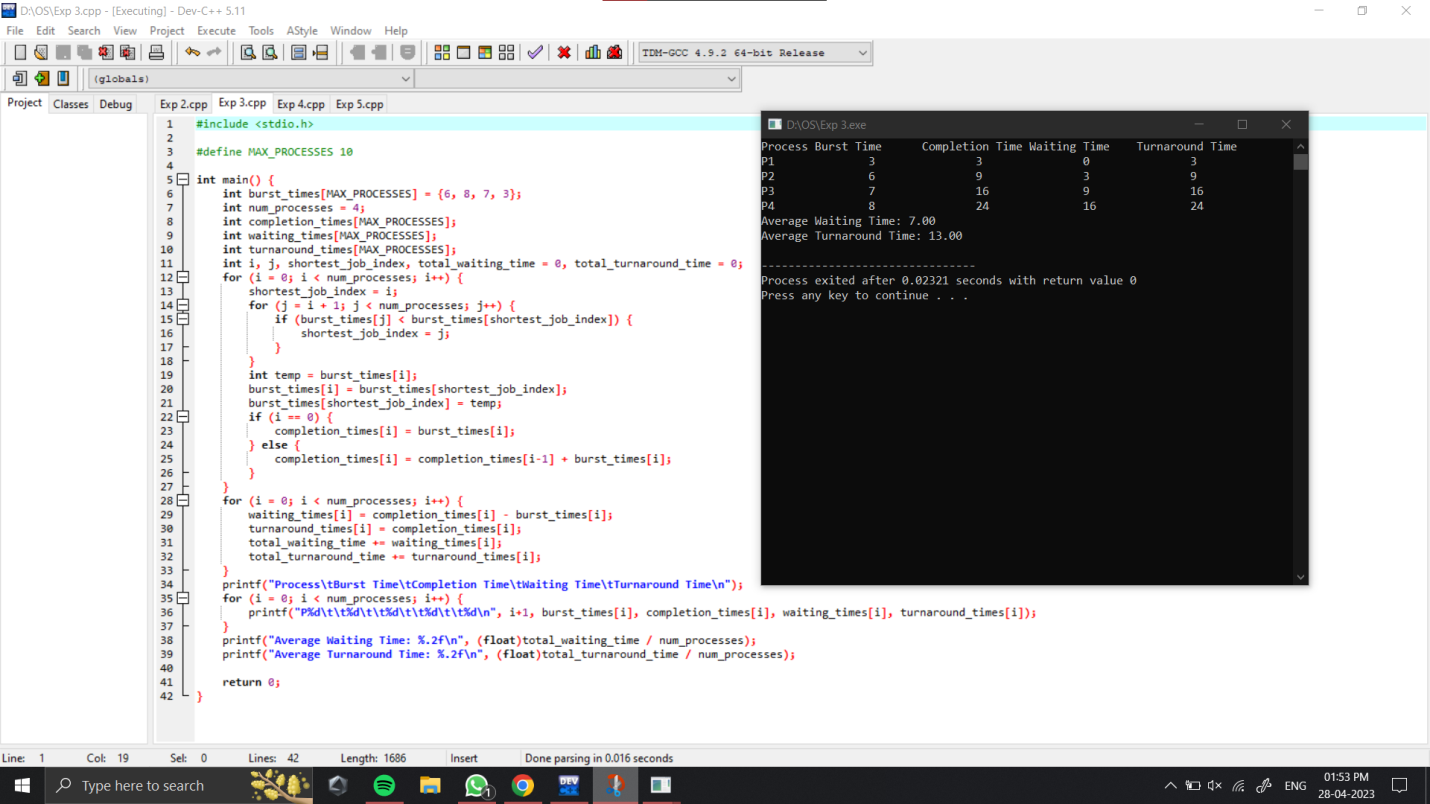 D:\OS\Exp 3.cpp - [Executing] - Dev-C++ 5.11
File Edit Search View Project Execute Tools AStyle Window Help
TDM-GCC 4.9.2 64-bit Release
(globals)
Project Classes Debug
Exp 2.cpp Exp 3.cpp Exp 4.cpp Exp 5.cpp
1 #include <stdio.h>
2
3 #define MAX_PROCESSES 10
4
5 int main() {
6 int burst_times[MAX_PROCESSES] = {6, 8, 7, 3};
7 int num_processes = 4;
8 int completion_times[MAX_PROCESSES];
9 int waiting_times[MAX_PROCESSES];
10 int turnaround_times[MAX_PROCESSES];
11 int i, j, shortest_job_index, total_waiting_time = 0, total_turnaround_time = 0;
12 for (i = 0; i < num_processes; i++) {
13 shortest_job_index = i;
14 for (j = i + 1; j < num_processes; j++) {
15 if (burst_times[j] < burst_times[shortest_job_index]) {
16 shortest_job_index = j;
17 }
18 }
19 int temp = burst_times[i];
20 burst_times[i] = burst_times[shortest_job_index];
21 burst_times[shortest_job_index] = temp;
22 if (i == 0) {
23 completion_times[i] = burst_times[i];
24 } else {
25 completion_times[i] = completion_times[i-1] + burst_times[i];
26 }
27 }
28 for (i = 0; i < num_processes; i++) {
29 waiting_times[i] = completion_times[i] - burst_times[i];
30 turnaround_times[i] = completion_times[i];
31 total_waiting_time += waiting_times[i];
32 total_turnaround_time += turnaround_times[i];
33 }
34 printf("Process\tBurst Time\tCompletion Time\tWaiting Time\tTurnaround Time\n");
35 for (i = 0; i < num_processes; i++) {
36 printf("P%d\t\t%d\t\t%d\t\t%d\t\t%d\n", i+1, burst_times[i], completion_times[i], waiting_times[i], turnaround_times[i]);
37 }
38 printf("Average Waiting Time: %.2f\n", (float)total_waiting_time / num_processes);
39 printf("Average Turnaround Time: %.2f\n", (float)total_turnaround_time / num_processes);
40
41 return 0;
42 }
D:\OS\Exp 3.exe
Process Burst Time Completion Time Waiting Time Turnaround Time
P1 3 3 0 3
P2 6 9 3 9
P3 7 16 9 16
P4 8 24 16 24
Average Waiting Time: 7.00
Average Turnaround Time: 13.00
--------------------------------
Process exited after 0.02321 seconds with return value 0
Press any key to continue . . .
Line: 1 Col: 19 Sel: 0 Lines: 42 Length: 1686 Insert Done parsing in 0.016 seconds
Type here to search
DEV
1
ENG
01:53 PM
28-04-2023